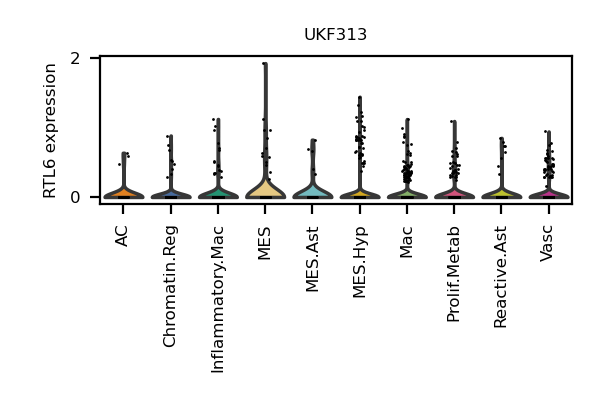 UKF313
RTL6 expression
2
0
AC
Chromatin.Reg
Inflammatory.Mac
MES
MES.Ast
MES.Hyp
Mac
Prolif.Metab
Reactive.Ast
Vasc